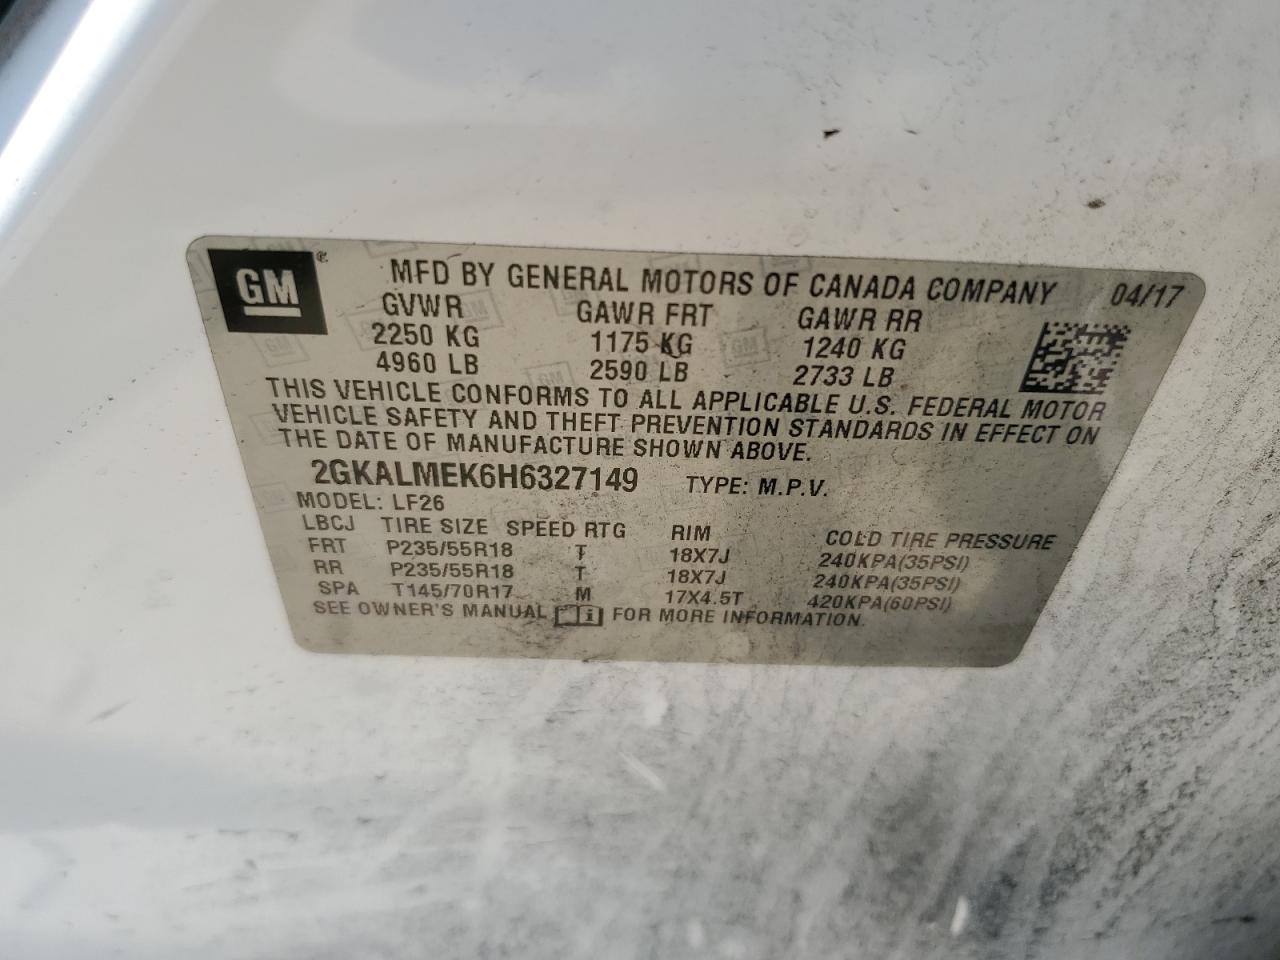 GM®
MFD BY GENERAL MOTORS OF CANADA COMPANY 04/17
GVWR GAWR FRT GAWR RR
2250 KG 1175 KG 1240 KG
4960 LB 2590 LB 2733 LB
THIS VEHICLE CONFORMS TO ALL APPLICABLE U.S. FEDERAL MOTOR
VEHICLE SAFETY AND THEFT PREVENTION STANDARDS IN EFFECT ON
THE DATE OF MANUFACTURE SHOWN ABOVE.
2GKALMEK6H6327149 TYPE: M.P.V.
MODEL: LF26
LBCJ TIRE SIZE SPEED RTG RIM COLD TIRE PRESSURE
FRT P235/55R18 T 18X7J 240KPA(35PSI)
RR P235/55R18 T 18X7J 240KPA(35PSI)
SPA T145/70R17 M 17X4.5T 420KPA(60PSI)
SEE OWNER'S MANUAL FOR MORE INFORMATION.